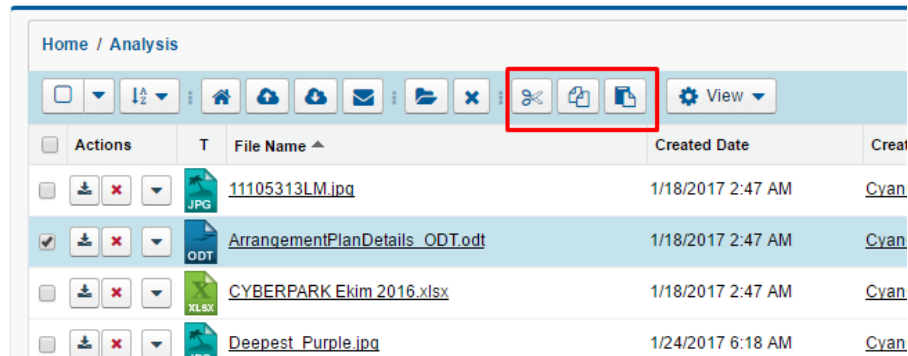 Home / Analysis
View
Actions T File Name Created Date
JPG 11105313LM.jpg 1/18/2017 2:47 AM Cyan
ODT ArrangementPlanDetails_ODT.odt 1/18/2017 2:47 AM Cyan
XLSX CYBERPARK Ekim 2016.xlsx 1/18/2017 2:47 AM Cyan
Deepest_Purple.jpg 1/24/2017 6:18 AM Cyan